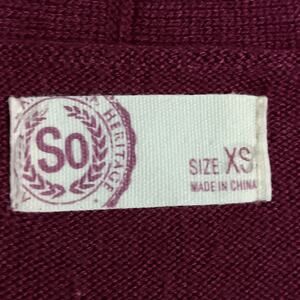 HERITAGE
So
SIZE XS
MADE IN CHINA